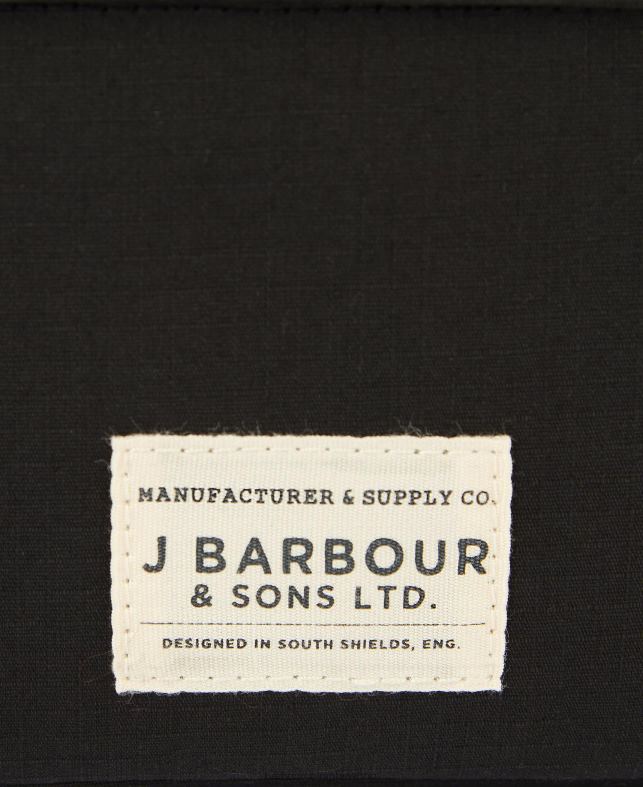 MANUFACTURER & SUPPLY CO.
J BARBOUR
& SONS LTD.
DESIGNED IN SOUTH SHIELDS, ENG.